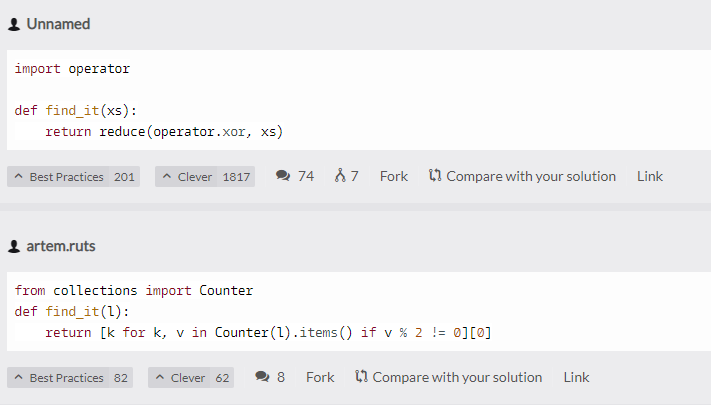 Unnamed
import operator
def find_it(xs):
    return reduce(operator.xor, xs)
^ Best Practices 201 ^ Clever 1817 74 7 Fork Compare with your solution Link
artem.ruts
from collections import Counter
def find_it(l):
    return [k for k, v in Counter(l).items() if v % 2 != 0][0]
^ Best Practices 82 ^ Clever 62 8 Fork Compare with your solution Link